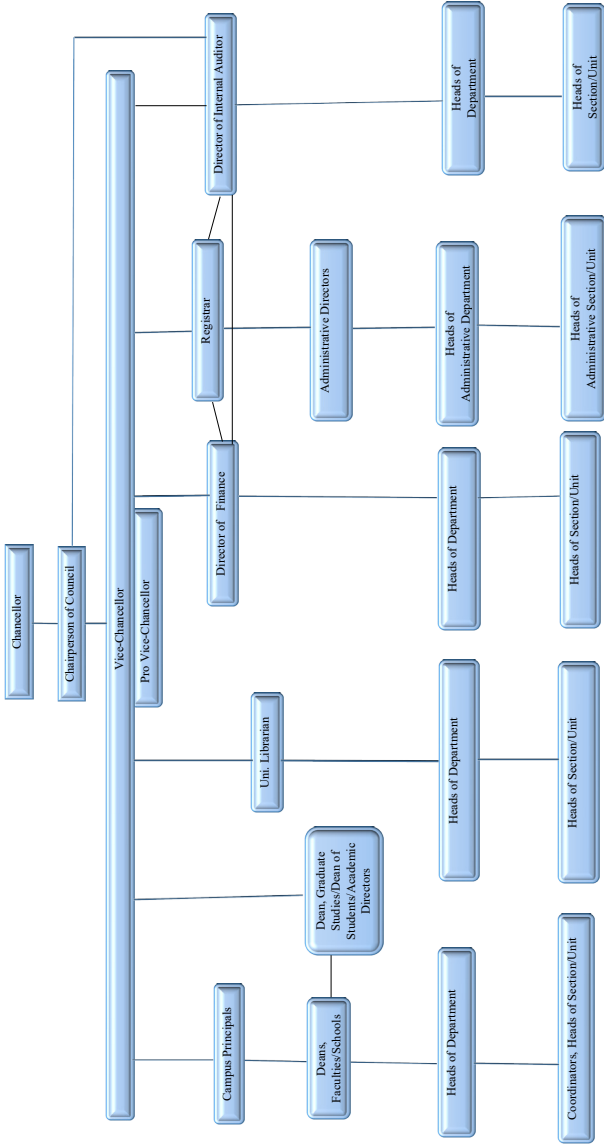 Chancellor
Chairperson of Council
Vice-Chancellor
Pro Vice-Chancellor
Campus Principals
Uni. Librarian
Director of Finance
Registrar
Director of Internal Auditor
Deans,
Faculties/Schools
Dean, Graduate
Studies/Dean of
Students/Academic
Directors
Administrative Directors
Heads of Department
Heads of Department
Heads of Department
Heads of
Administrative Department
Heads of
Department
Coordinators, Heads of Section/Unit
Heads of Section/Unit
Heads of Section/Unit
Heads of
Administrative Section/Unit
Heads of
Section/Unit